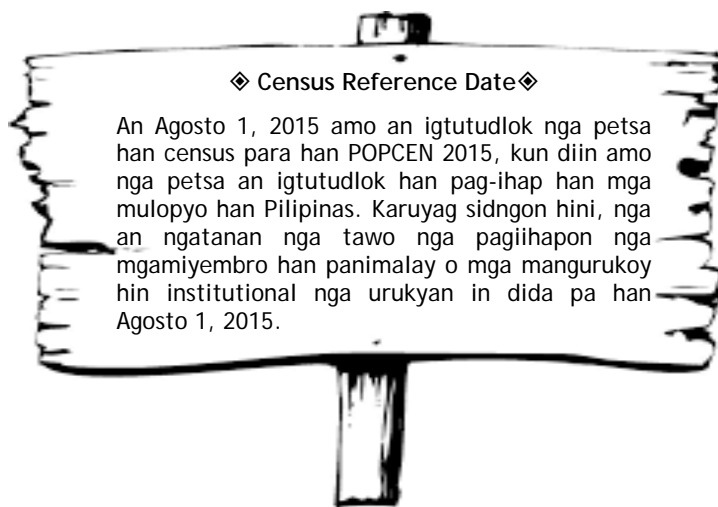 ◈ Census Reference Date◈
An Agosto 1, 2015 amo an igtutudlok nga petsa
han census para han POPCEN 2015, kun diin amo
nga petsa an igtutudlok han pag-ihap han mga
mulopyo han Pilipinas. Karuyag sidngon hini, nga
an ngatanan nga tawo nga pagiihapon nga
mgamiyembro han panimalay o mga mangurukoy
hin institutional nga urukyan in dida pa han
Agosto 1, 2015.